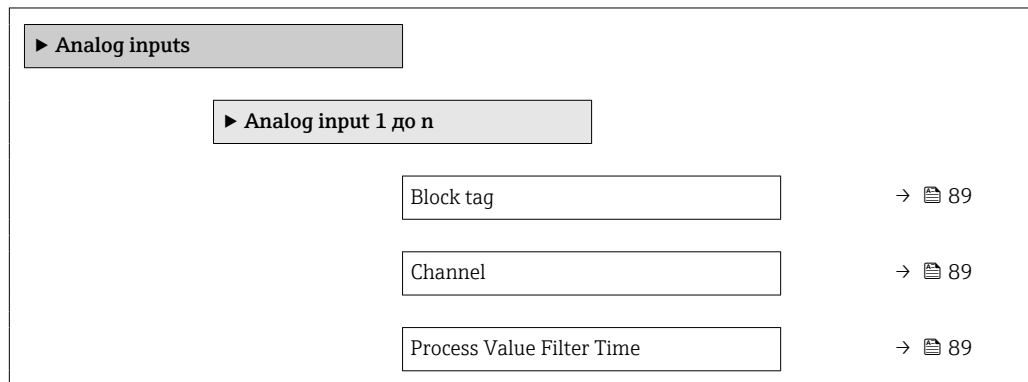 ▶ Analog inputs
▶ Analog input 1 до n
Block tag → 89
Channel → 89
Process Value Filter Time → 89